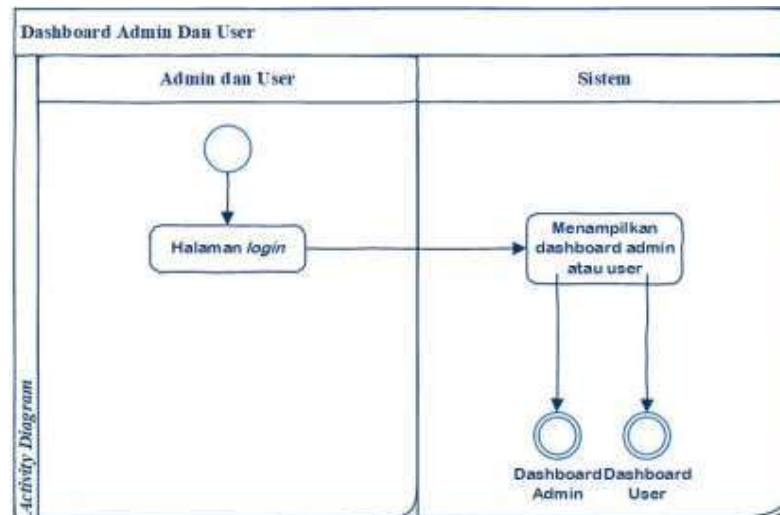 Dashboard Admin Dan User
Admin dan User
Sistem
Halaman login
Menampilkan
dashboard admin
atau user
Dashboard
Admin
Dashboard
User
Activity Diagram